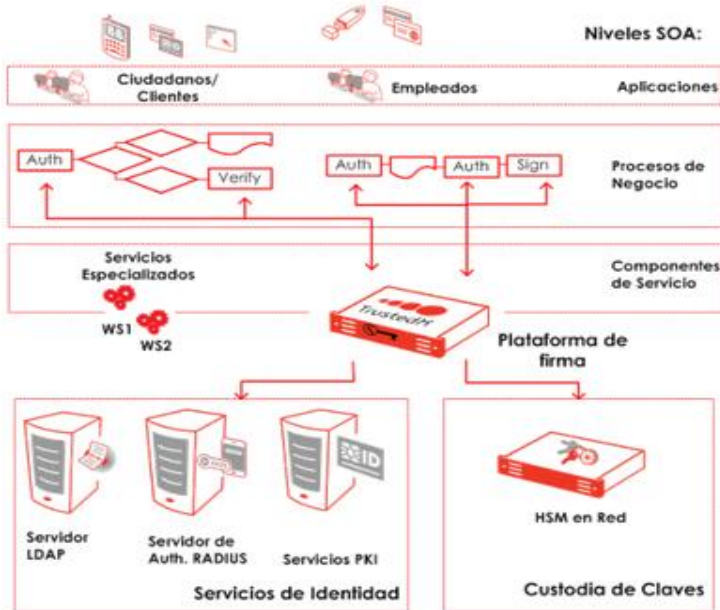 Niveles SOA:
Ciudadanos/
Clientes
Empleados
Aplicaciones
Auth
Verify
Auth
Auth
Sign
Procesos de
Negocio
Servicios
Especializados
WS1
WS2
Componentes
de Servicio
TrustedX
Plataforma de
firma
Servidor
LDAP
Servidor de
Auth. RADIUS
Servicios PKI
HSM en Red
Servicios de Identidad
Custodia de Claves